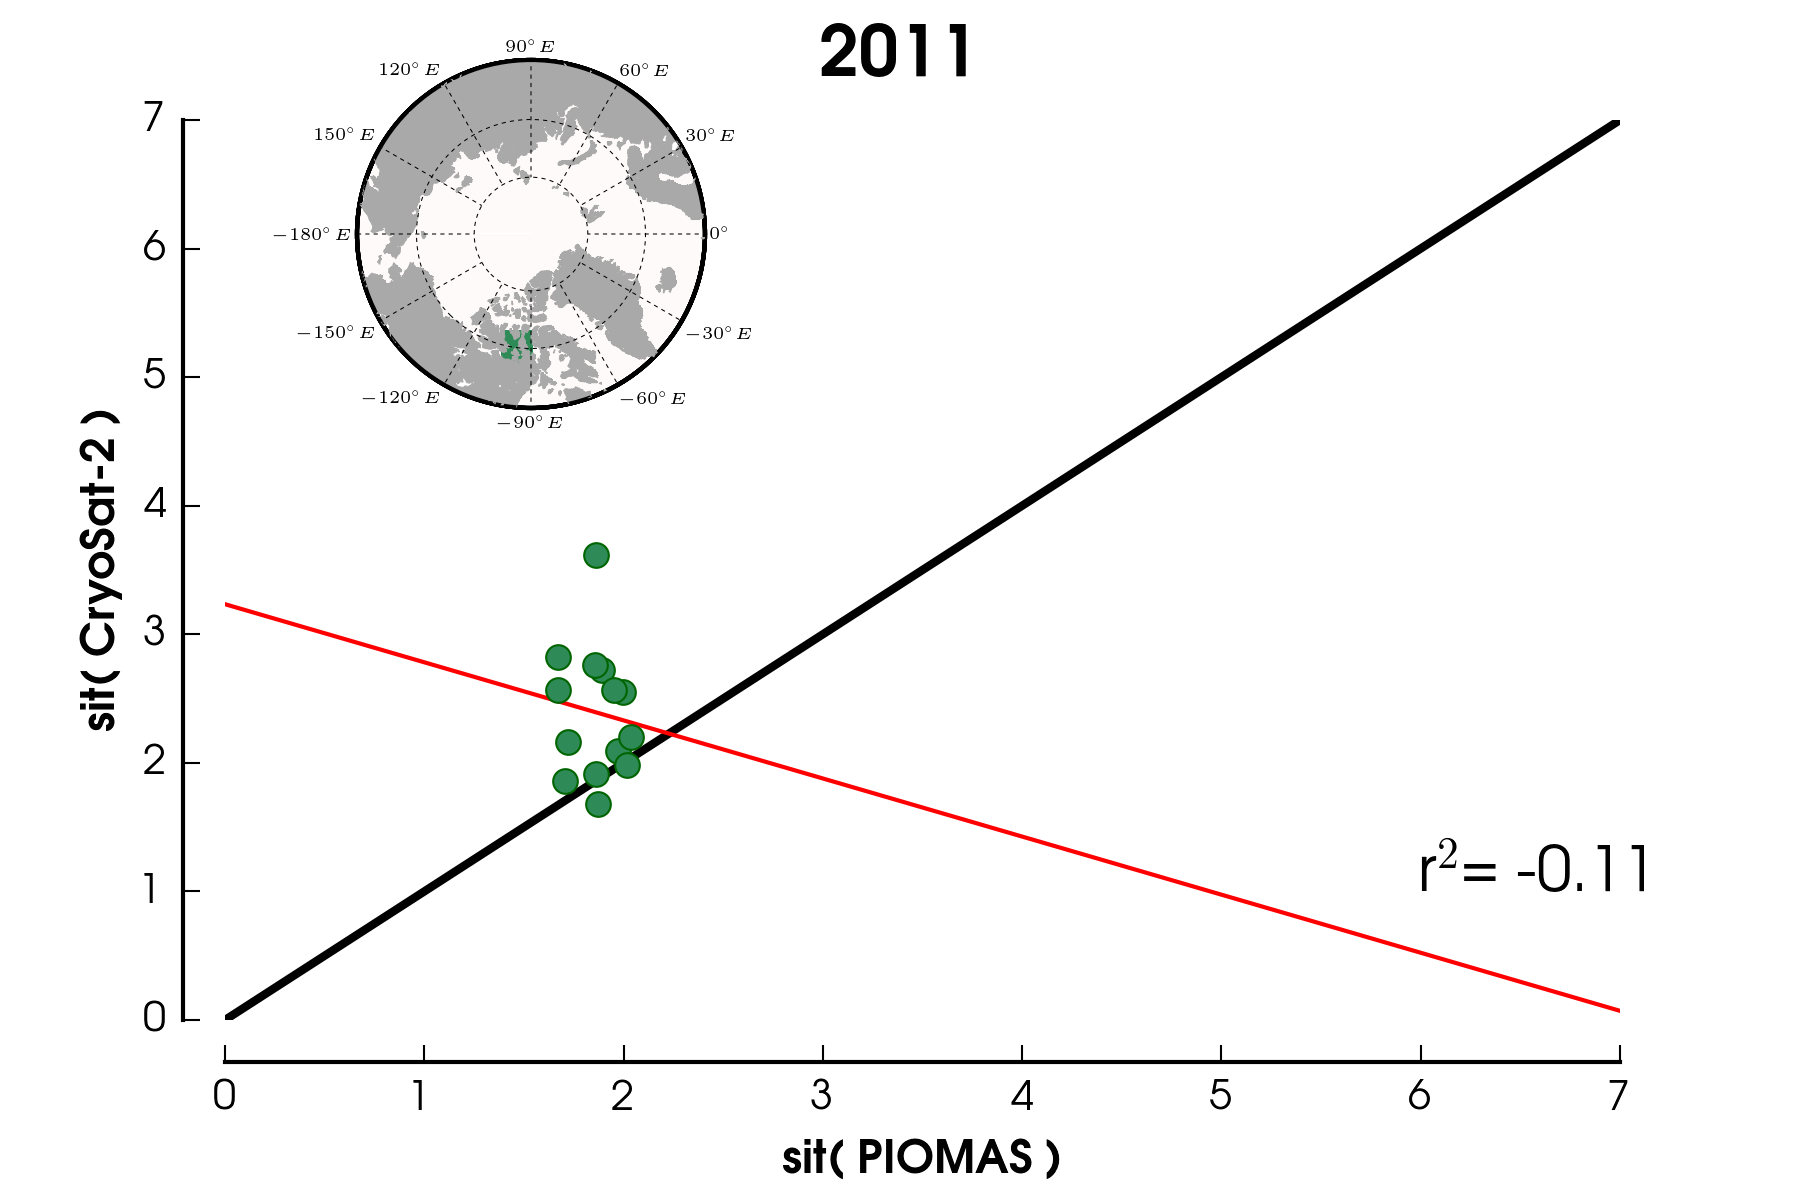 2011
90° E
120° E
60° E
150° E
30° E
−180° E
0°
−150° E
−30° E
−120° E
−60° E
−90° E
7
6
5
4
3
2
1
0
sit( CryoSat-2 )
r²= -0.11
0 1 2 3 4 5 6 7
sit( PIOMAS )